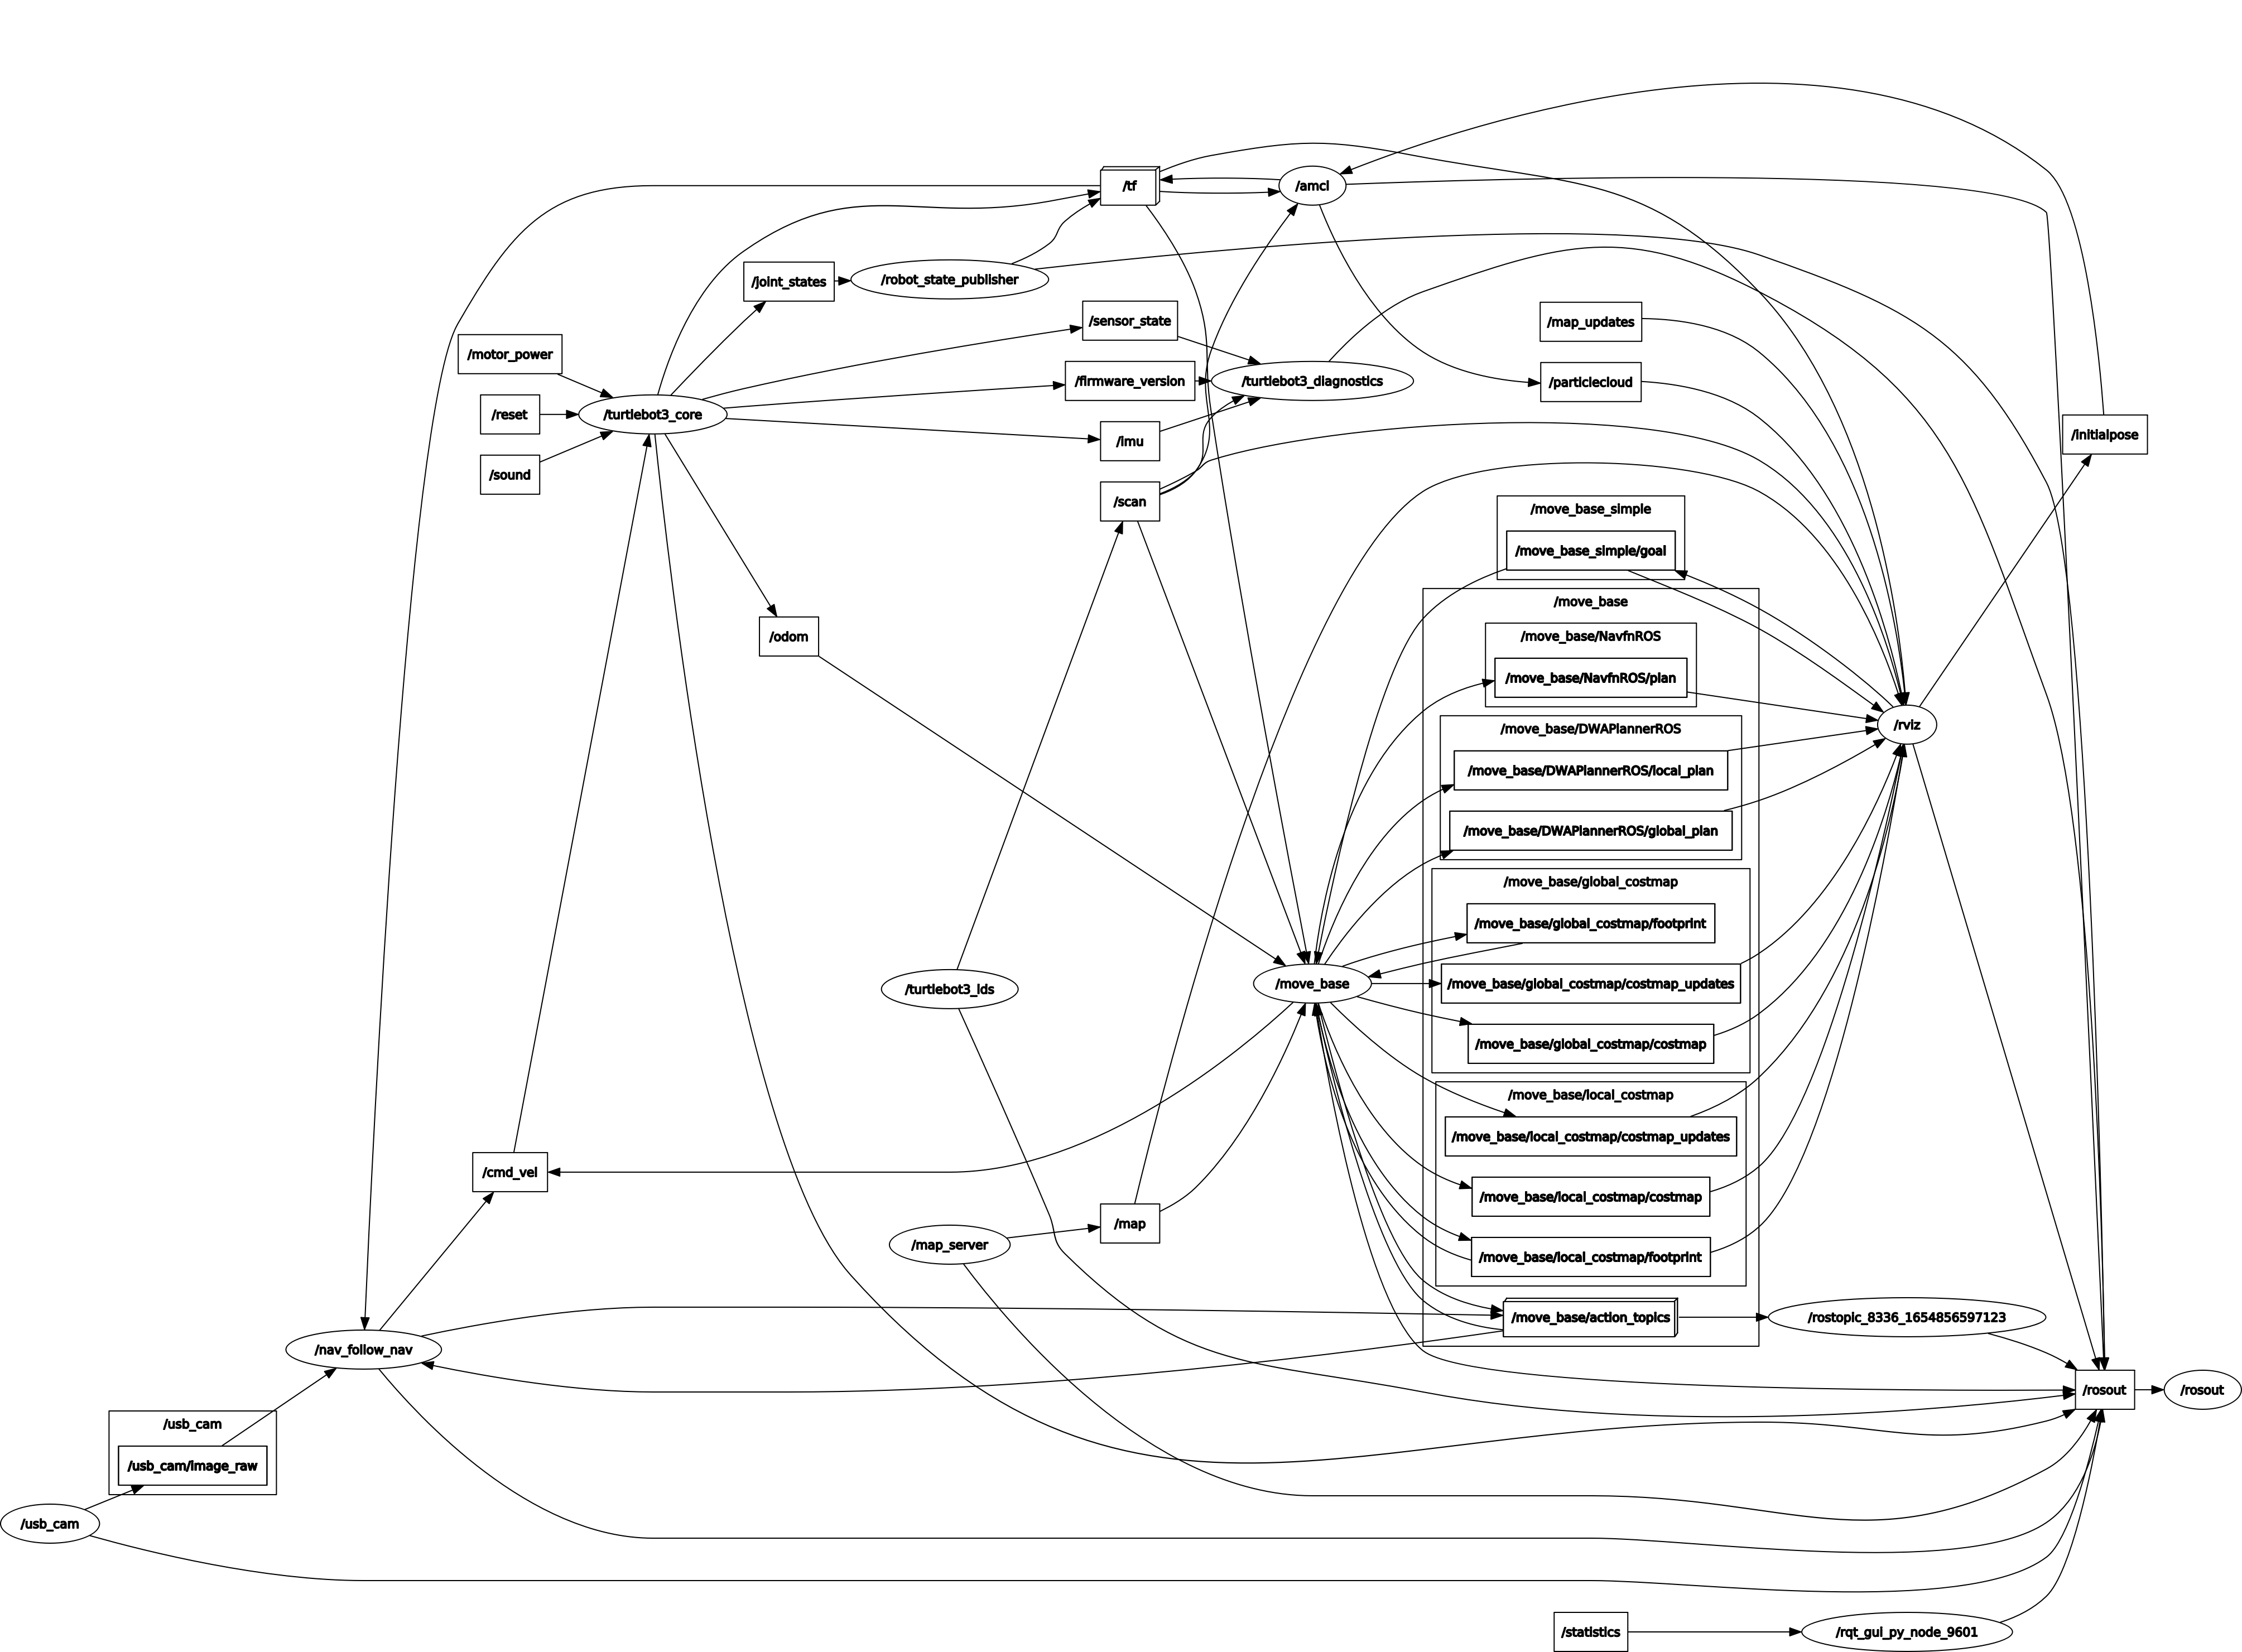 /tf
/amcl
/joint_states
/robot_state_publisher
/sensor_state
/map_updates
/motor_power
/firmware_version
/turtlebot3_diagnostics
/particlecloud
/reset
/turtlebot3_core
/imu
/initialpose
/sound
/scan
/move_base_simple
/move_base_simple/goal
/move_base
/odom
/move_base/NavfnROS
/move_base/NavfnROS/plan
/rviz
/move_base/DWAPlannerROS
/move_base/DWAPlannerROS/local_plan
/move_base/DWAPlannerROS/global_plan
/move_base/global_costmap
/move_base/global_costmap/footprint
/turtlebot3_lds
/move_base
/move_base/global_costmap/costmap_updates
/move_base/global_costmap/costmap
/move_base/local_costmap
/move_base/local_costmap/costmap_updates
/cmd_vel
/move_base/local_costmap/costmap
/map
/map_server
/move_base/local_costmap/footprint
/move_base/action_topics
/rostopic_8336_1654856597123
/nav_follow_nav
/rosout
/rosout
/usb_cam
/usb_cam/image_raw
/usb_cam
/statistics
/rqt_gui_py_node_9601